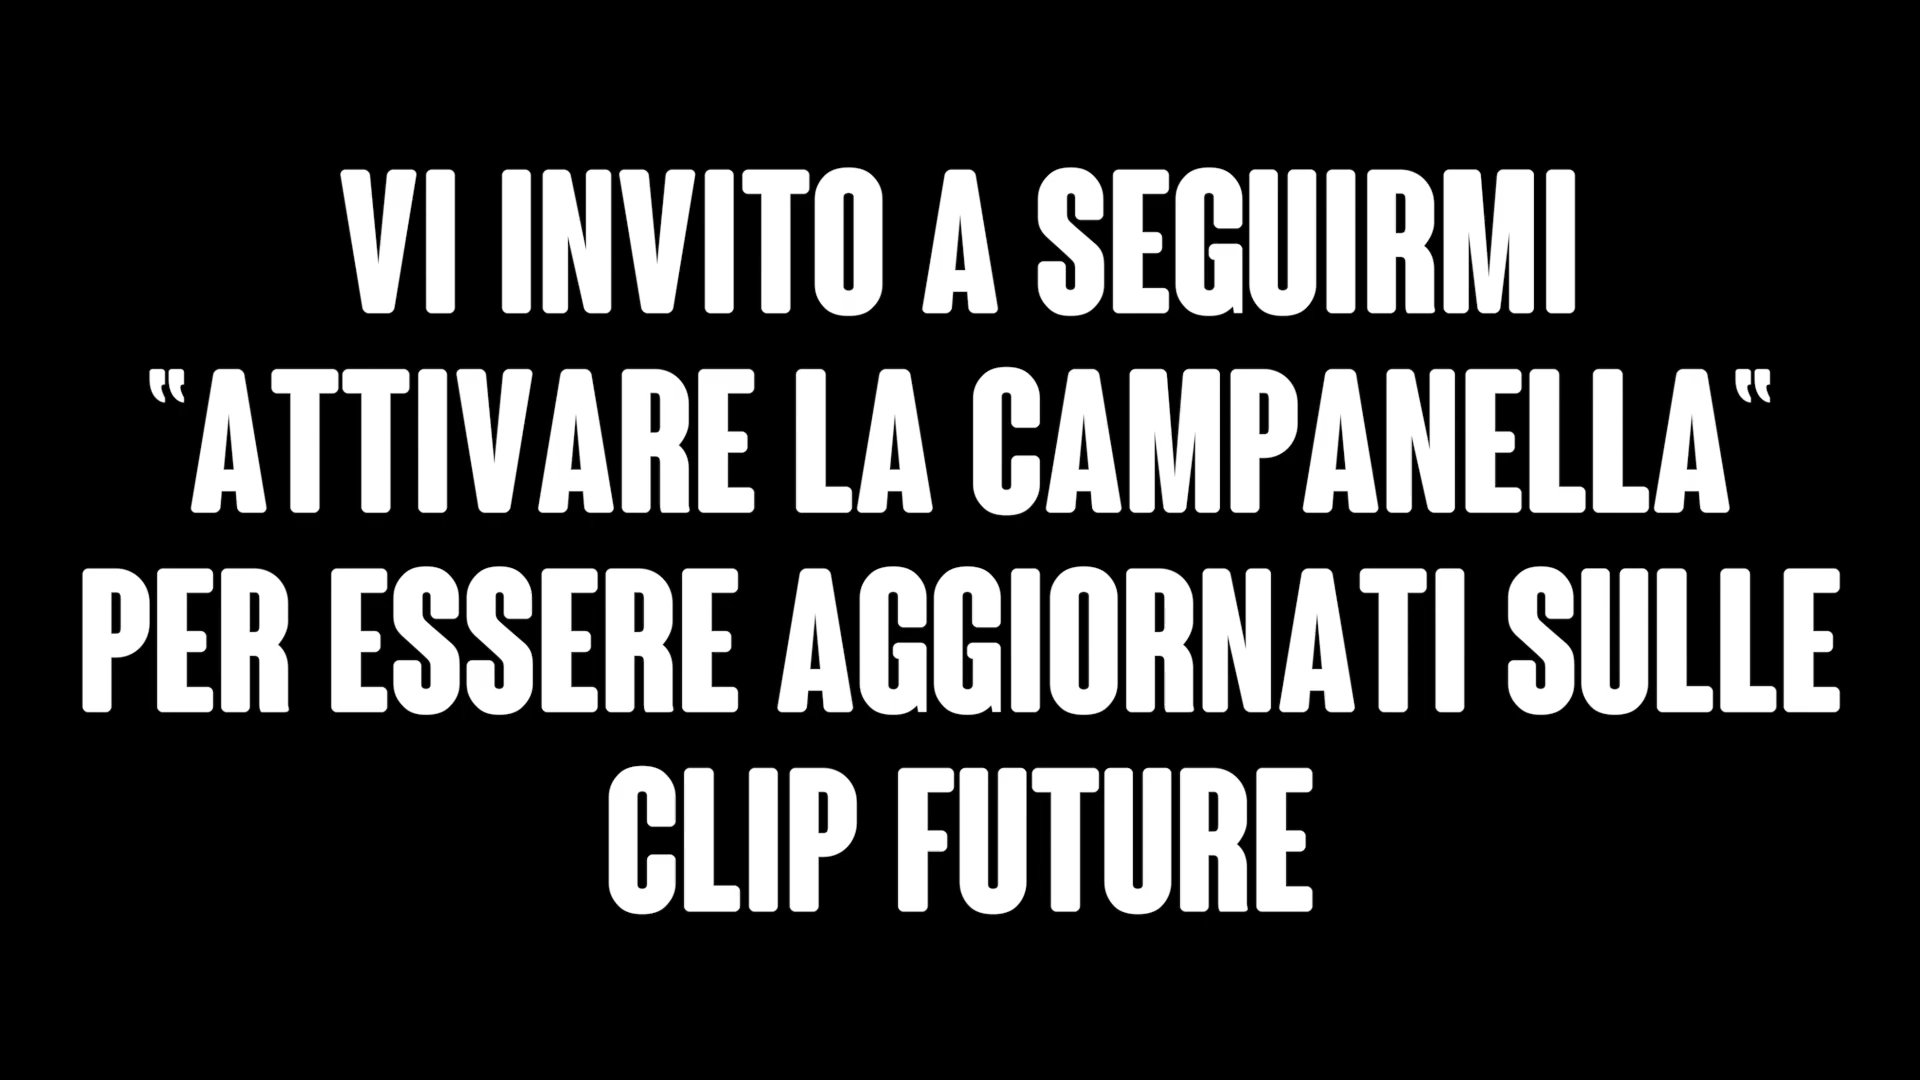 VI INVITO A SEGUIRMI
“ATTIVARE LA CAMPANELLA“
PER ESSERE AGGIORNATI SULLE
CLIP FUTURE